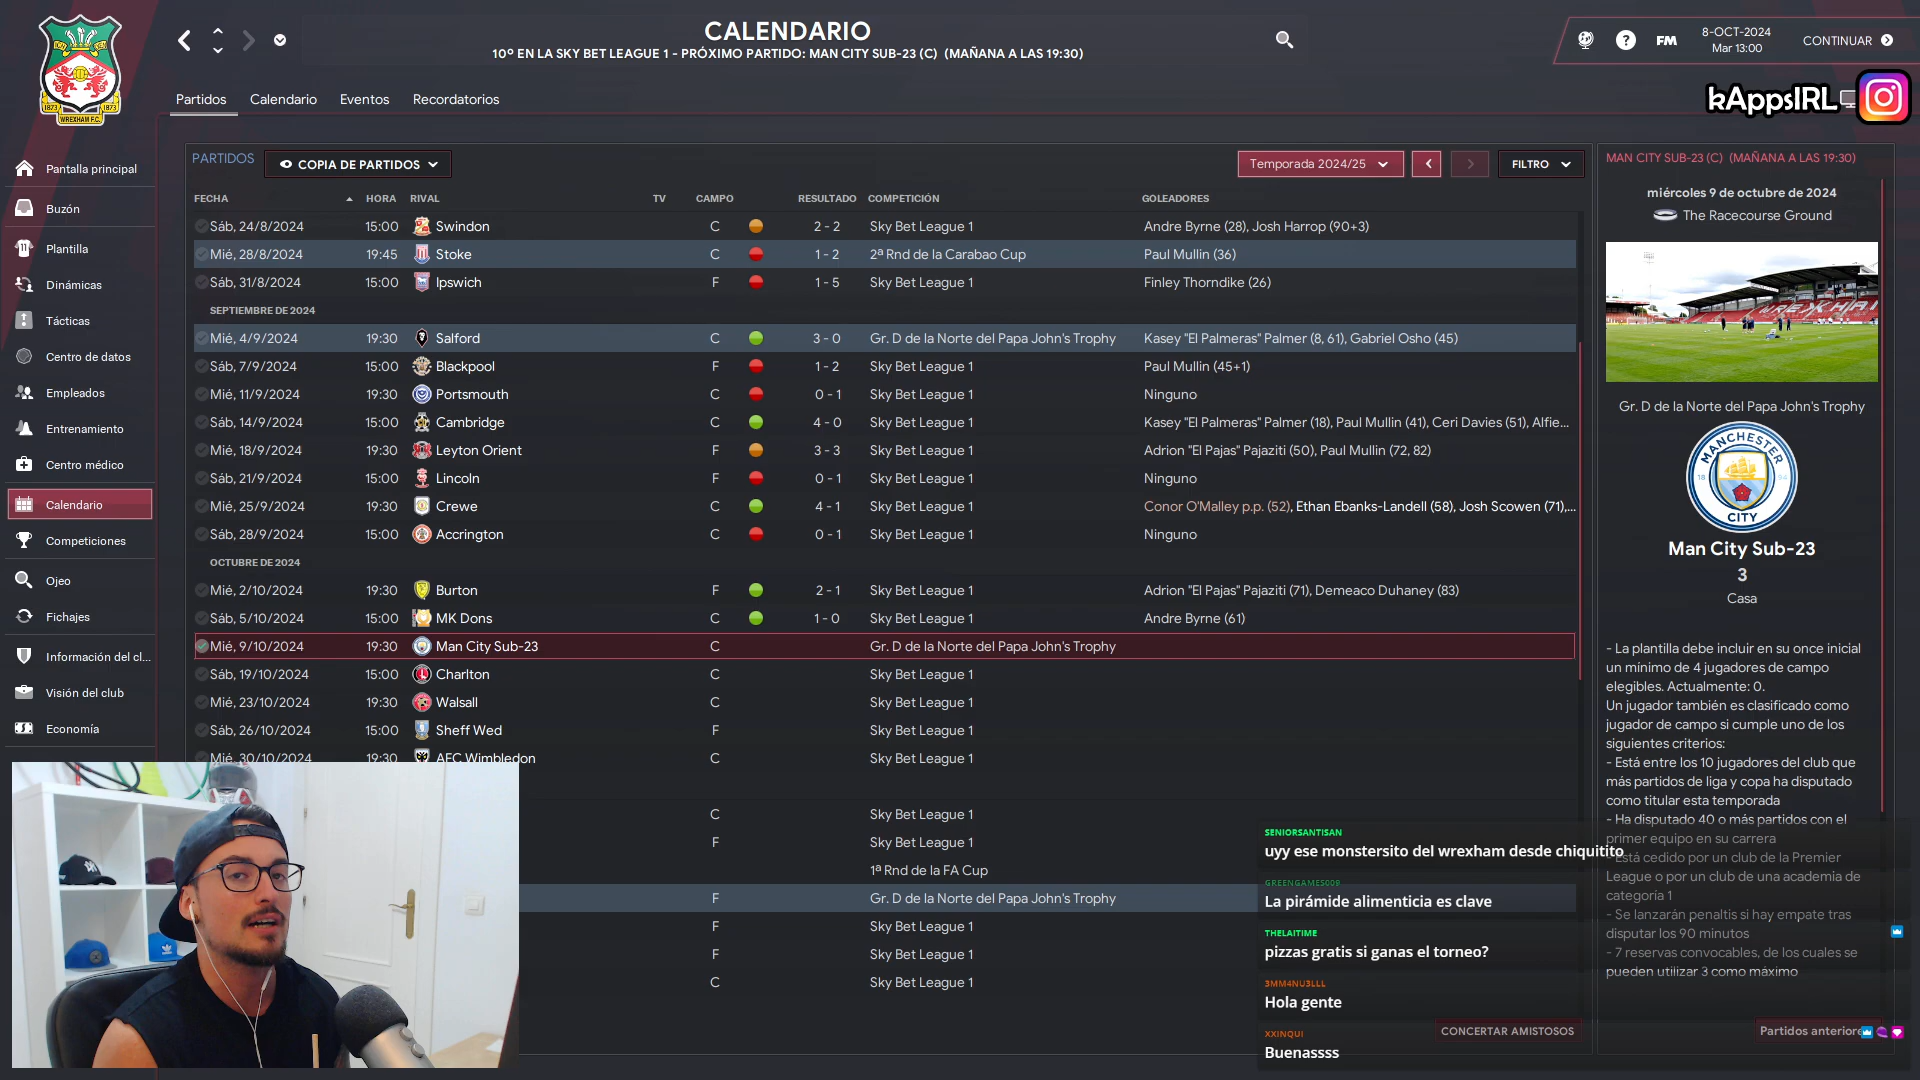 CALENDARIO
10º EN LA SKY BET LEAGUE 1 - PRÓXIMO PARTIDO: MAN CITY SUB-23 (C) (MAÑANA A LAS 19:30)
FM
8-OCT-2024
Mar 13:00
CONTINUAR
1873 1873
WREXHAM F.C.
kAppsIRL
Partidos Calendario Eventos Recordatorios
Pantalla principal
Buzón
Plantilla
Dinámicas
Tácticas
Centro de datos
Empleados
Entrenamiento
Centro médico
Calendario
Competiciones
Ojeo
Fichajes
Información del cl...
Visión del club
Economía
PARTIDOS COPIA DE PARTIDOS Temporada 2024/25 FILTRO
FECHA HORA RIVAL TV CAMPO RESULTADO COMPETICIÓN GOLEADORES
Sáb, 24/8/2024 15:00 Swindon C 2 - 2 Sky Bet League 1 Andre Byrne (28), Josh Harrop (90+3)
Mié, 28/8/2024 19:45 Stoke C 1 - 2 2ª Rnd de la Carabao Cup Paul Mullin (36)
Sáb, 31/8/2024 15:00 Ipswich F 1 - 5 Sky Bet League 1 Finley Thorndike (26)
SEPTIEMBRE DE 2024
Mié, 4/9/2024 19:30 Salford C 3 - 0 Gr. D de la Norte del Papa John's Trophy Kasey "El Palmeras" Palmer (8, 61), Gabriel Osho (45)
Sáb, 7/9/2024 15:00 Blackpool F 1 - 2 Sky Bet League 1 Paul Mullin (45+1)
Mié, 11/9/2024 19:30 Portsmouth C 0 - 1 Sky Bet League 1 Ninguno
Sáb, 14/9/2024 15:00 Cambridge C 4 - 0 Sky Bet League 1 Kasey "El Palmeras" Palmer (18), Paul Mullin (41), Ceri Davies (51), Alfie...
Mié, 18/9/2024 19:30 Leyton Orient F 3 - 3 Sky Bet League 1 Adrion "El Pajas" Pajaziti (50), Paul Mullin (72, 82)
Sáb, 21/9/2024 15:00 Lincoln F 0 - 1 Sky Bet League 1 Ninguno
Mié, 25/9/2024 19:30 Crewe C 4 - 1 Sky Bet League 1 Conor O'Malley p.p. (52), Ethan Ebanks-Landell (58), Josh Scowen (71),...
Sáb, 28/9/2024 15:00 Accrington C 0 - 1 Sky Bet League 1 Ninguno
OCTUBRE DE 2024
Mié, 2/10/2024 19:30 Burton F 2 - 1 Sky Bet League 1 Adrion "El Pajas" Pajaziti (71), Demeaco Duhaney (83)
Sáb, 5/10/2024 15:00 MK Dons C 1 - 0 Sky Bet League 1 Andre Byrne (61)
Mié, 9/10/2024 19:30 Man City Sub-23 C Gr. D de la Norte del Papa John's Trophy
Sáb, 19/10/2024 15:00 Charlton C Sky Bet League 1
Mié, 23/10/2024 19:30 Walsall C Sky Bet League 1
Sáb, 26/10/2024 15:00 Sheff Wed F Sky Bet League 1
Mié, 30/10/2024 19:30 AFC Wimbledon C Sky Bet League 1
C Sky Bet League 1
F Sky Bet League 1
1ª Rnd de la FA Cup
F Gr. D de la Norte del Papa John's Trophy
F Sky Bet League 1
F Sky Bet League 1
C Sky Bet League 1
CONCERTAR AMISTOSOS
MAN CITY SUB-23 (C) (MAÑANA A LAS 19:30)
miércoles 9 de octubre de 2024
The Racecourse Ground
WREXHAM
Gr. D de la Norte del Papa John's Trophy
MANCHESTER
18 94
CITY
Man City Sub-23
3
Casa
- La plantilla debe incluir en su once inicial
un mínimo de 4 jugadores de campo
elegibles. Actualmente: 0.
Un jugador también es clasificado como
jugador de campo si cumple uno de los
siguientes criterios:
- Está entre los 10 jugadores del club que
más partidos de liga y copa ha disputado
como titular esta temporada
- Ha disputado 40 o más partidos con el
primer equipo en su carrera
- Está cedido por un club de la Premier
League o por un club de una academia de
categoría 1
- Se lanzarán penaltis si hay empate tras
disputar los 90 minutos
- 7 reservas convocables, de los cuales se
pueden utilizar 3 como máximo
Partidos anteriore
SENIORSANTISAN
uyy ese monstersito del wrexham desde chiquitito
GREENGAMES009
La pirámide alimenticia es clave
THELAITIME
pizzas gratis si ganas el torneo?
3MM4NU3LLL
Hola gente
XXINQUI
Buenassss